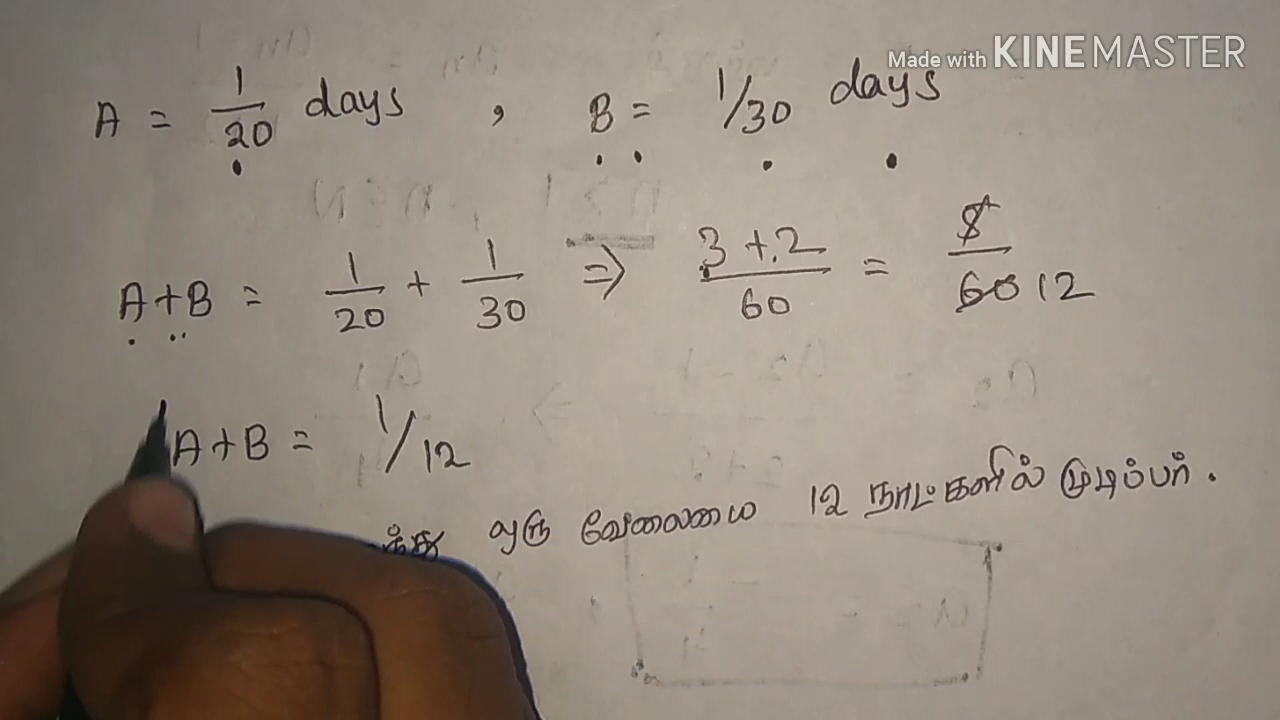 Made with KINEMASTER
A = 1/20 days , B = 1/30 days
A+B = 1/20 + 1/30 ⇒ 3+2/60 = 5/60 12
A+B = 1/12
ஒரு வேலையை 12 நாட்களில் முடிப்பர்.